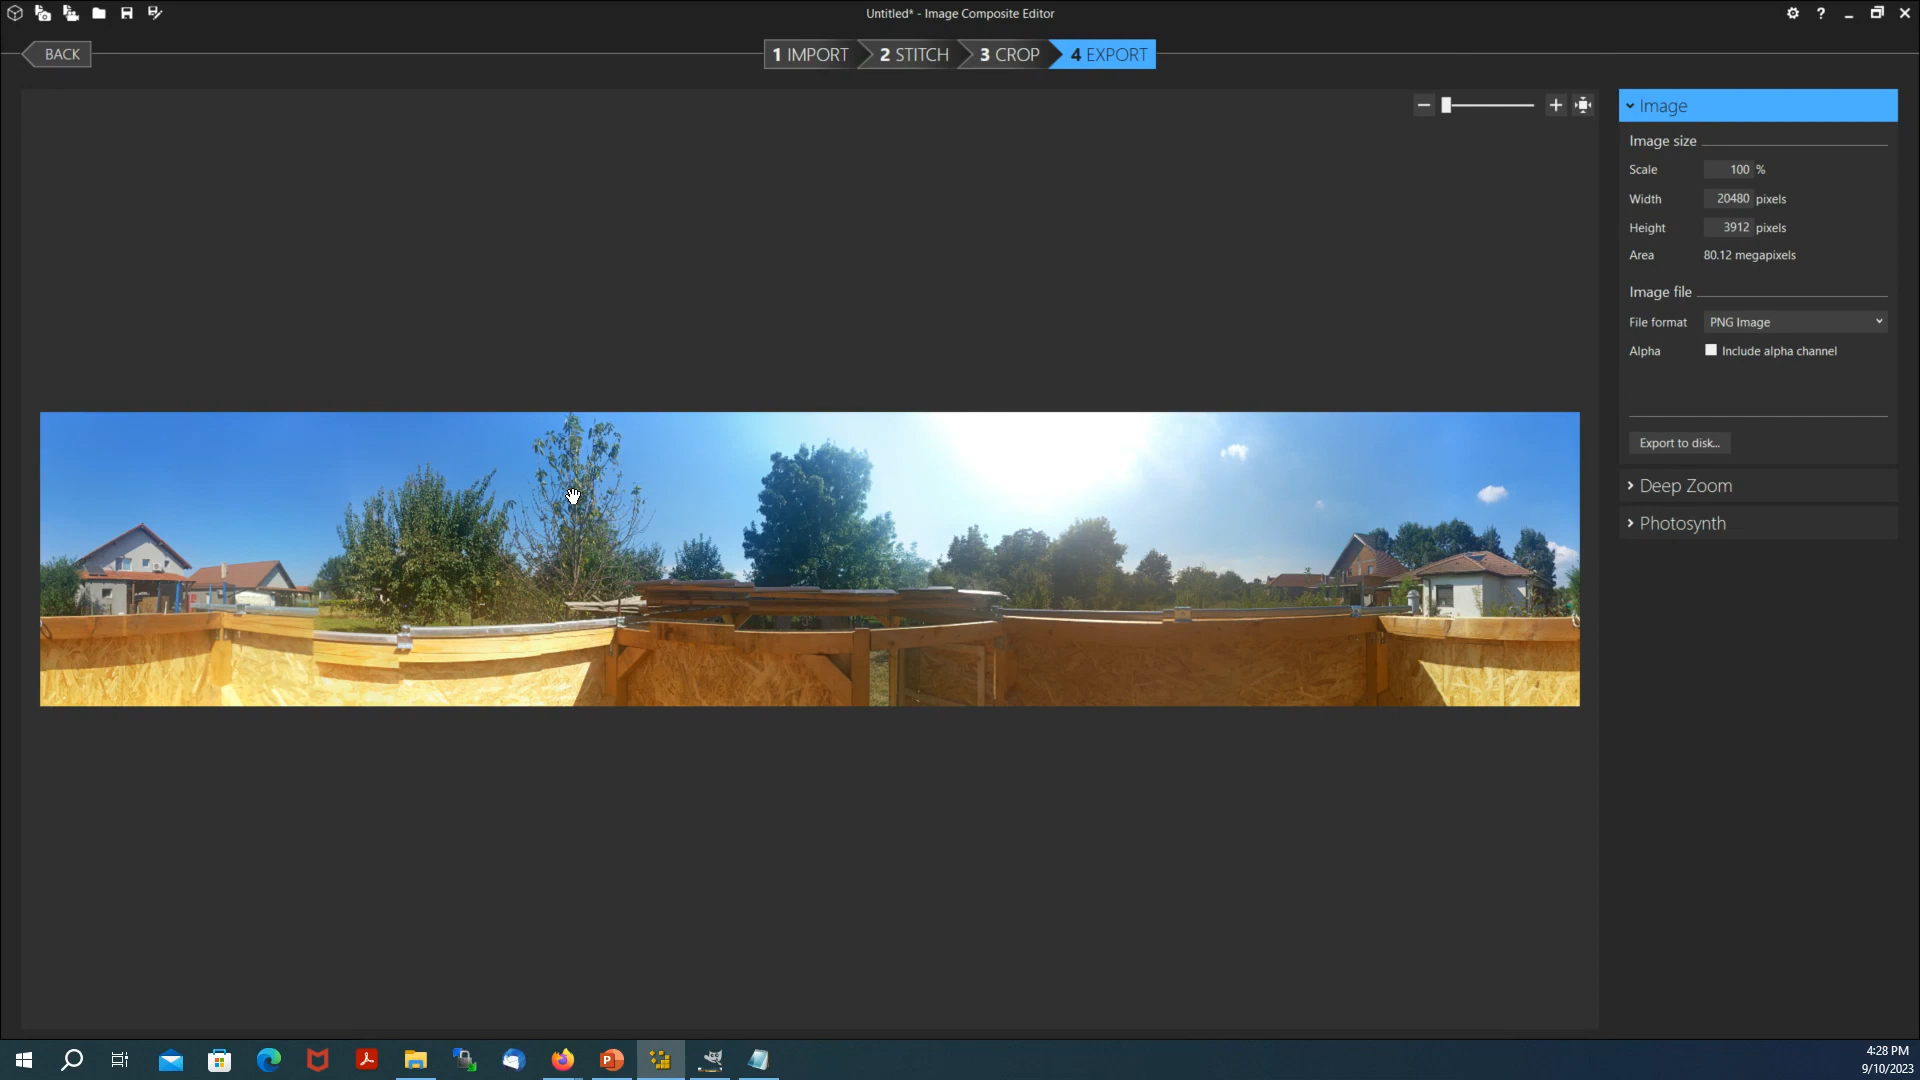 Untitled* - Image Composite Editor
BACK
1 IMPORT
2 STITCH
3 CROP
4 EXPORT
Image
Image size
Scale 100 %
Width 20480 pixels
Height 3912 pixels
Area 80.12 megapixels
Image file
File format PNG Image
Alpha Include alpha channel
Export to disk...
Deep Zoom
Photosynth
4:28 PM
9/10/2023